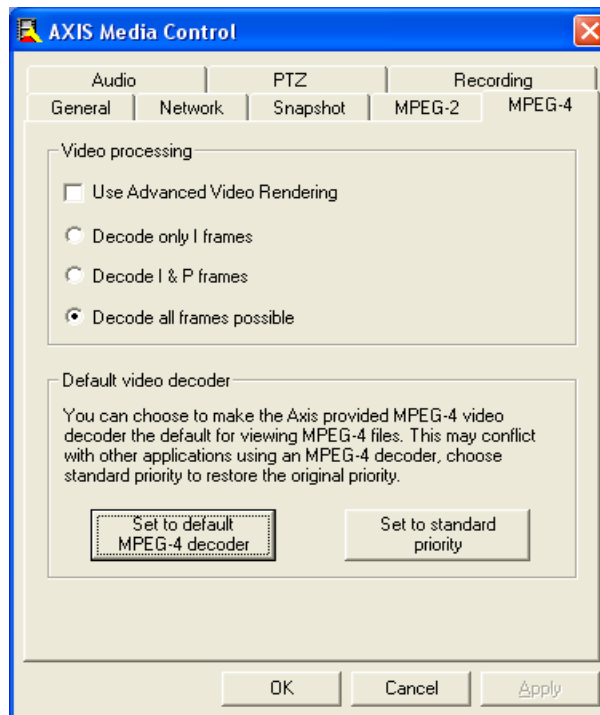 AXIS Media Control
Audio PTZ Recording
General Network Snapshot MPEG-2 MPEG-4
Video processing
Use Advanced Video Rendering
Decode only I frames
Decode I & P frames
Decode all frames possible
Default video decoder
You can choose to make the Axis provided MPEG-4 video
decoder the default for viewing MPEG-4 files. This may conflict
with other applications using an MPEG-4 decoder, choose
standard priority to restore the original priority.
Set to default
MPEG-4 decoder
Set to standard
priority
OK Cancel Apply